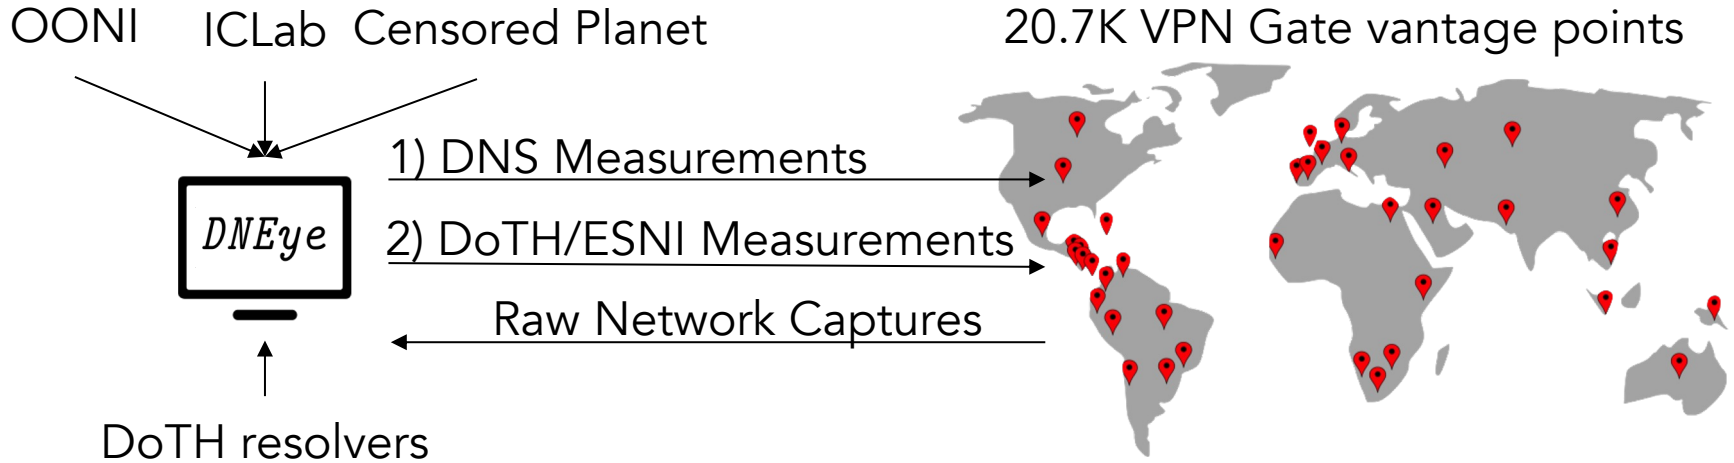 OONI
ICLab
Censored Planet
20.7K VPN Gate vantage points
1) DNS Measurements
DNEye
2) DoTH/ESNI Measurements
Raw Network Captures
DoTH resolvers